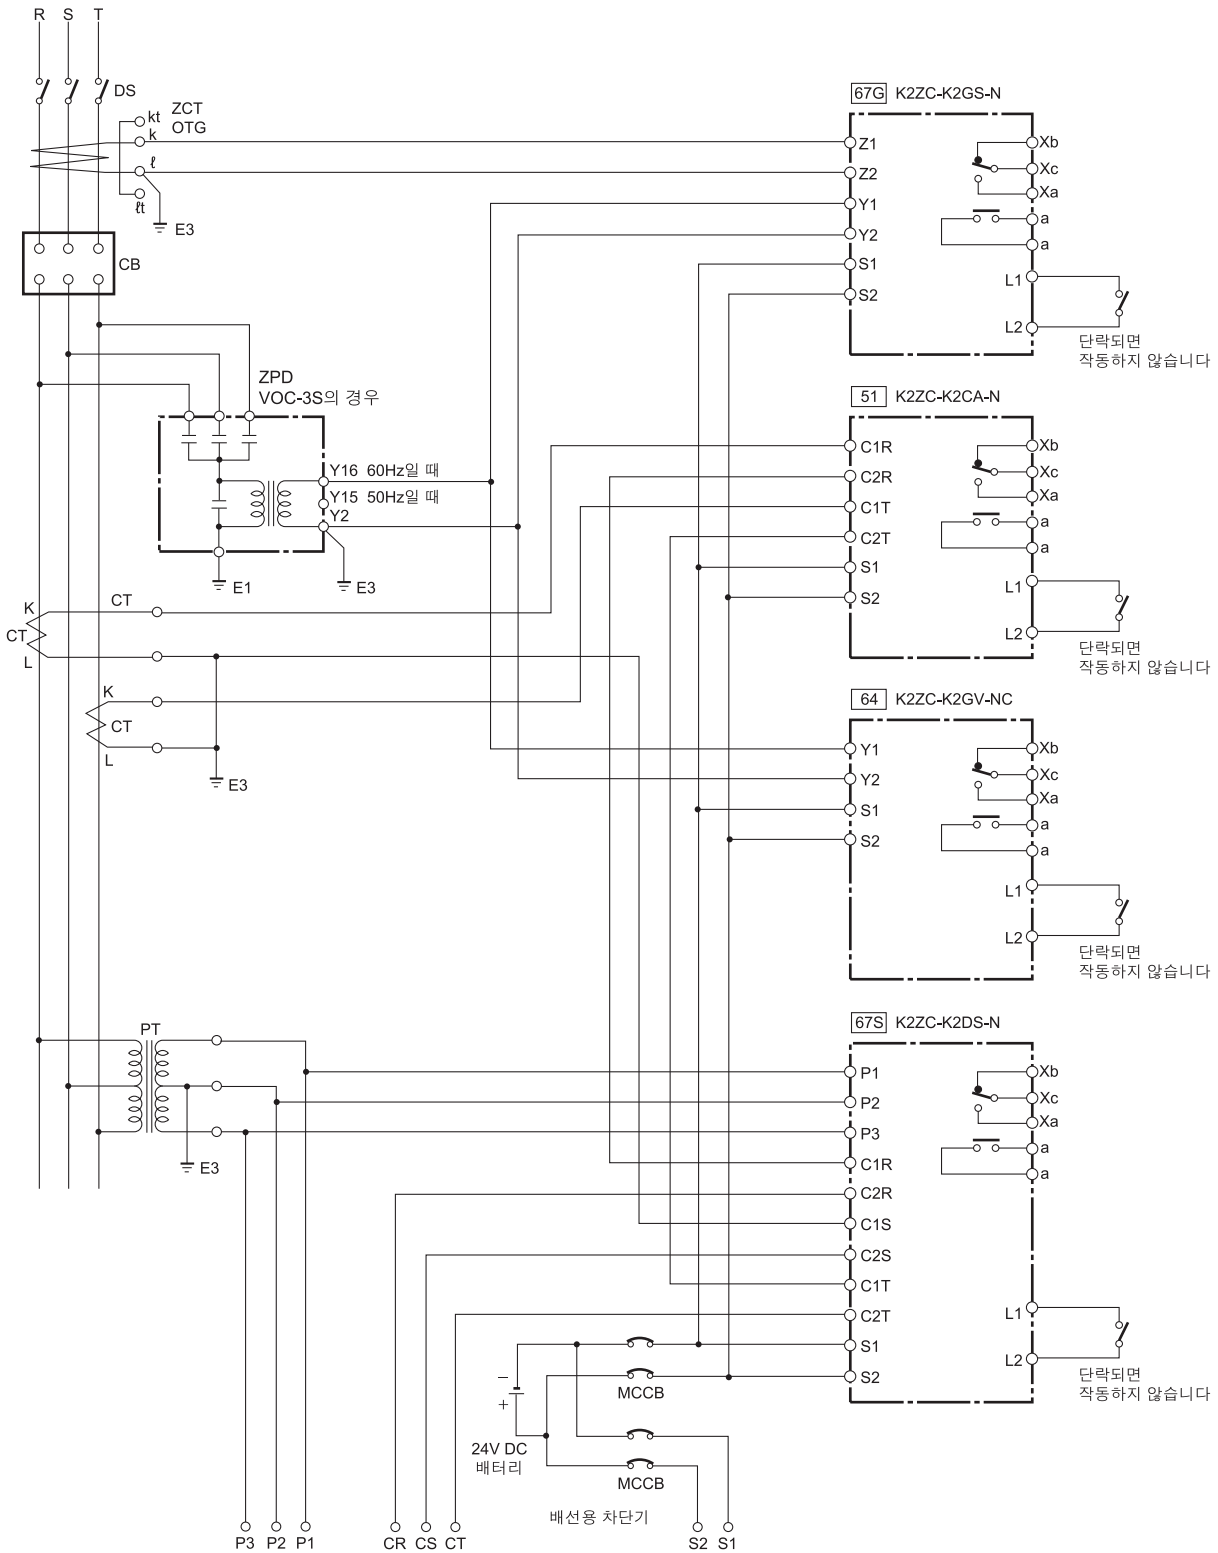 R S T
DS
ZCT
OTG
kt
k
ℓ
ℓt
E3
CB
ZPD
VOC-3S의 경우
Y16 60Hz일 때
Y15 50Hz일 때
Y2
E1
E3
K
CT
CT
L
K
CT
L
E3
PT
E3
67G K2ZC-K2GS-N
Z1
Z2
Y1
Y2
S1
S2
Xb
Xc
Xa
a
a
L1
L2
단락되면
작동하지 않습니다
51 K2ZC-K2CA-N
C1R
C2R
C1T
C2T
S1
S2
Xb
Xc
Xa
a
a
L1
L2
단락되면
작동하지 않습니다
64 K2ZC-K2GV-NC
Y1
Y2
S1
S2
Xb
Xc
Xa
a
a
L1
L2
단락되면
작동하지 않습니다
67S K2ZC-K2DS-N
P1
P2
P3
C1R
C2R
C1S
C2S
C1T
C2T
S1
S2
Xb
Xc
Xa
a
a
L1
L2
단락되면
작동하지 않습니다
−
+
24V DC
배터리
MCCB
MCCB
배선용 차단기
P3 P2 P1 CR CS CT S2 S1